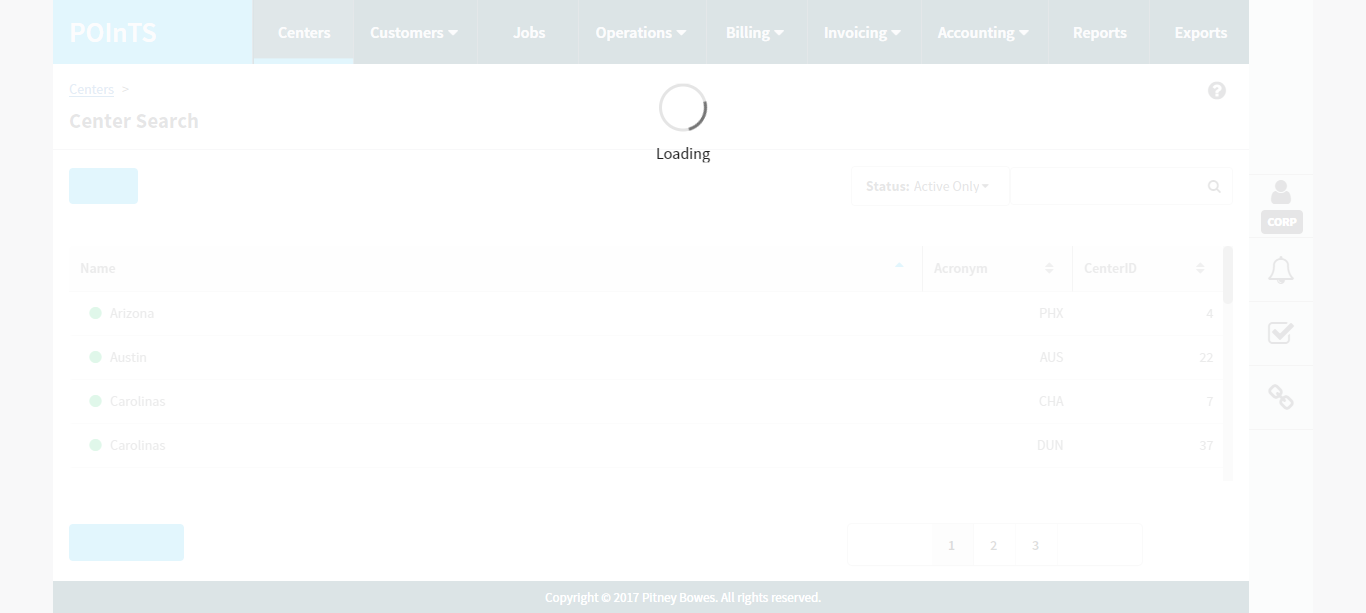 POInTS
Centers Customers Jobs Operations Billing Invoicing Accounting Reports Exports
Centers >
Center Search
Loading
Status: Active Only
CORP
Name Acronym CenterID
Arizona PHX 4
Austin AUS 22
Carolinas CHA 7
Carolinas DUN 37
1 2 3
Copyright © 2017 Pitney Bowes. All rights reserved.